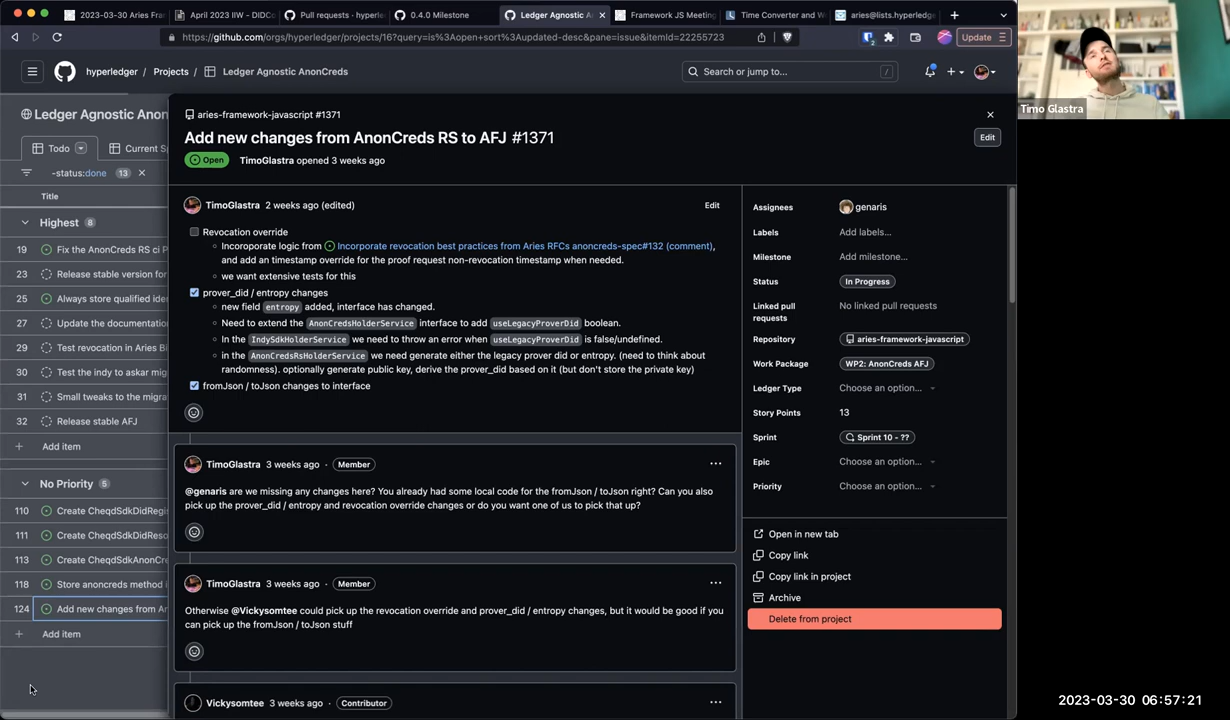 2023-03-30 Aries Fran
April 2023 IIW - DIDCo
Pull requests · hyperle
0.4.0 Milestone
Ledger Agnostic An
Framework JS Meeting
Time Converter and W
aries@lists.hyperledge
https://github.com/orgs/hyperledger/projects/16?query=is%3Aopen+sort%3Aupdated-desc&pane=issue&itemId=22255723
2
Update
hyperledger / Projects / Ledger Agnostic AnonCreds
Search or jump to...
/
Timo Glastra
Ledger Agnostic Anon
Todo
Current Sp
-status:done
13
Title
Highest 8
19 Fix the AnonCreds RS ci P
23 Release stable version for
25 Always store qualified ide
27 Update the documentation
29 Test revocation in Aries Bi
30 Test the indy to askar mig
31 Small tweaks to the migra
32 Release stable AFJ
Add item
No Priority 5
110 Create CheqdSdkDidRegis
111 Create CheqdSdkDidReso
113 Create CheqdSdkAnonCre
118 Store anoncreds method i
124 Add new changes from An
Add item
aries-framework-javascript #1371
Add new changes from AnonCreds RS to AFJ #1371
Edit
Open
TimoGlastra opened 3 weeks ago
TimoGlastra 2 weeks ago (edited)
Edit
Revocation override
Incoroporate logic from Incorporate revocation best practices from Aries RFCs anoncreds-spec#132 (comment),
and add an timestamp override for the proof request non-revocation timestamp when needed.
we want extensive tests for this
prover_did / entropy changes
new field entropy added, interface has changed.
Need to extend the AnonCredsHolderService interface to add useLegacyProverDid boolean.
In the IndySdkHolderService we need to throw an error when useLegacyProverDid is false/undefined.
in the AnonCredsRsHolderService we need generate either the legacy prover did or entropy. (need to think about
randomness). optionally generate public key, derive the prover_did based on it (but don't store the private key)
fromJson / toJson changes to interface
TimoGlastra 3 weeks ago · Member
@genaris are we missing any changes here? You already had some local code for the fromJson / toJson right? Can you also
pick up the prover_did / entropy and revocation override changes or do you want one of us to pick that up?
TimoGlastra 3 weeks ago · Member
Otherwise @Vickysomtee could pick up the revocation override and prover_did / entropy changes, but it would be good if you
can pick up the fromJson / toJson stuff
Vickysomtee 3 weeks ago · Contributor
Assignees
genaris
Labels
Add labels...
Milestone
Add milestone...
Status
In Progress
Linked pull
requests
No linked pull requests
Repository
aries-framework-javascript
Work Package
WP2: AnonCreds AFJ
Ledger Type
Choose an option...
Story Points
13
Sprint
Sprint 10 - ??
Epic
Choose an option...
Priority
Choose an option...
Open in new tab
Copy link
Copy link in project
Archive
Delete from project
2023-03-30 06:57:21